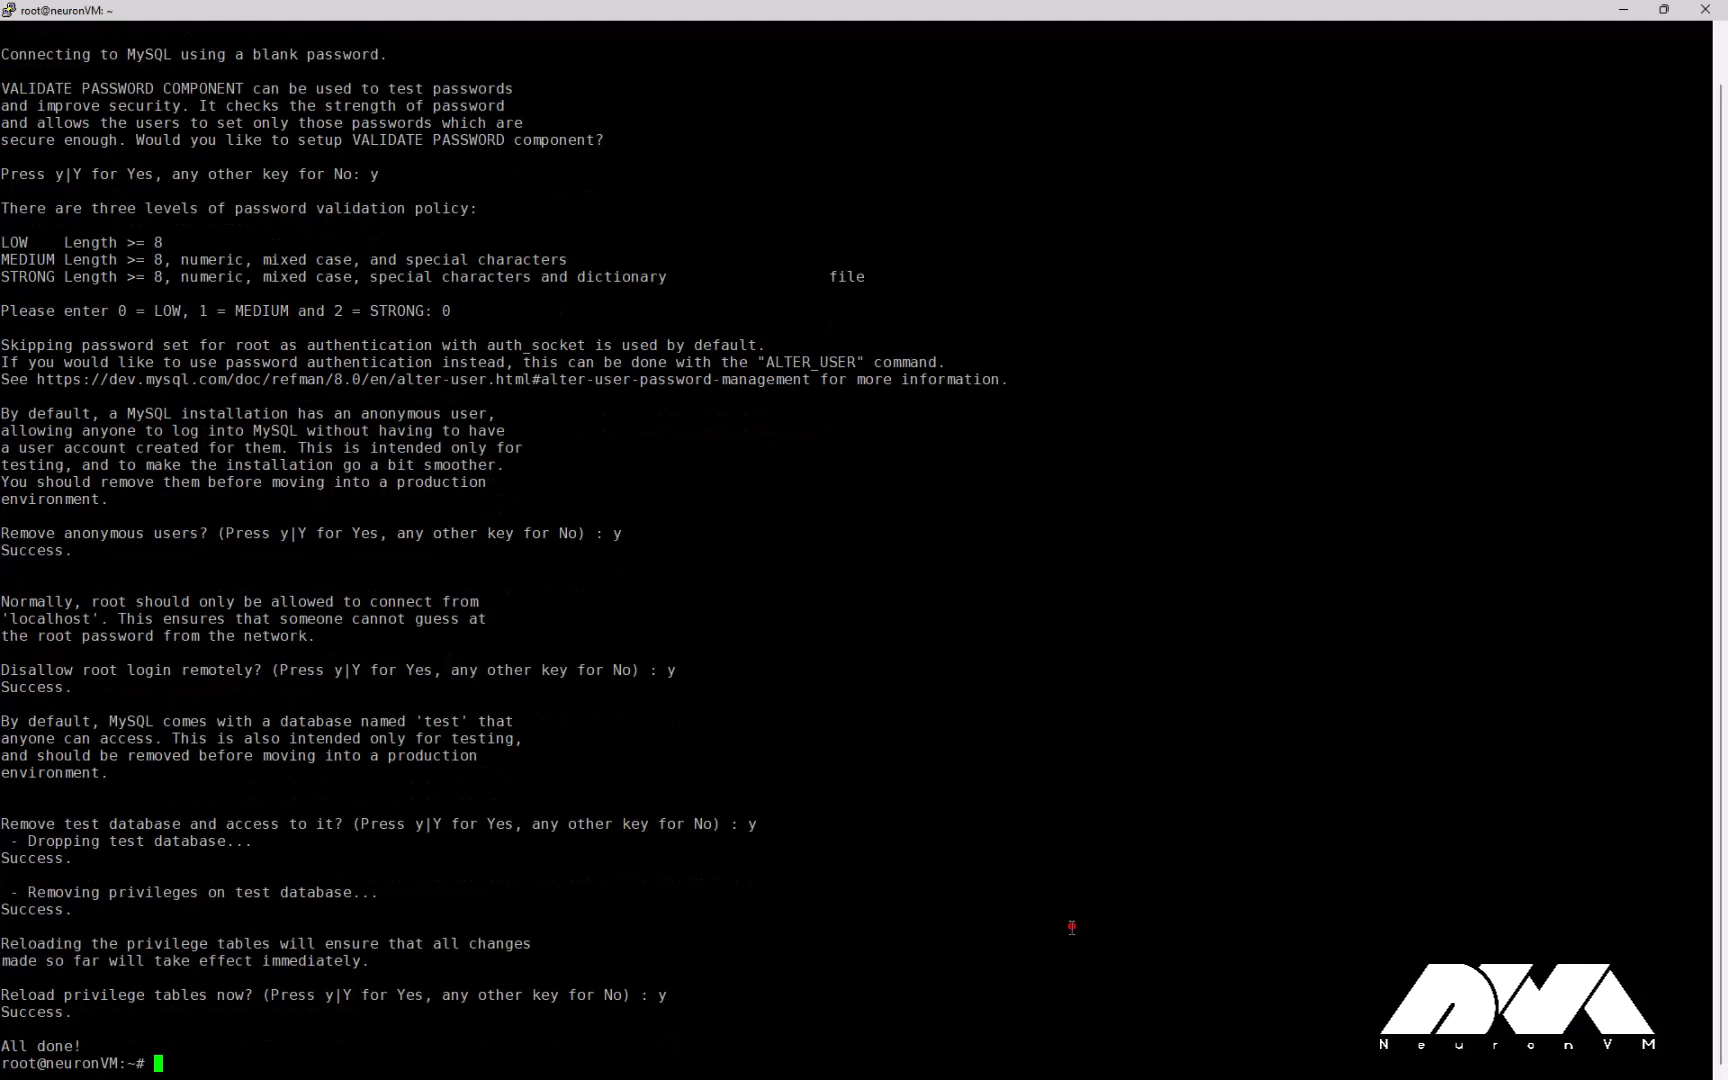 root@neuronVM: ~
Connecting to MySQL using a blank password.
VALIDATE PASSWORD COMPONENT can be used to test passwords
and improve security. It checks the strength of password
and allows the users to set only those passwords which are
secure enough. Would you like to setup VALIDATE PASSWORD component?
Press y|Y for Yes, any other key for No: y
There are three levels of password validation policy:
LOW    Length >= 8
MEDIUM Length >= 8, numeric, mixed case, and special characters
STRONG Length >= 8, numeric, mixed case, special characters and dictionary                  file
Please enter 0 = LOW, 1 = MEDIUM and 2 = STRONG: 0
Skipping password set for root as authentication with auth_socket is used by default.
If you would like to use password authentication instead, this can be done with the "ALTER_USER" command.
See https://dev.mysql.com/doc/refman/8.0/en/alter-user.html#alter-user-password-management for more information.
By default, a MySQL installation has an anonymous user,
allowing anyone to log into MySQL without having to have
a user account created for them. This is intended only for
testing, and to make the installation go a bit smoother.
You should remove them before moving into a production
environment.
Remove anonymous users? (Press y|Y for Yes, any other key for No) : y
Success.
Normally, root should only be allowed to connect from
'localhost'. This ensures that someone cannot guess at
the root password from the network.
Disallow root login remotely? (Press y|Y for Yes, any other key for No) : y
Success.
By default, MySQL comes with a database named 'test' that
anyone can access. This is also intended only for testing,
and should be removed before moving into a production
environment.
Remove test database and access to it? (Press y|Y for Yes, any other key for No) : y
 - Dropping test database...
Success.
 - Removing privileges on test database...
Success.
Reloading the privilege tables will ensure that all changes
made so far will take effect immediately.
Reload privilege tables now? (Press y|Y for Yes, any other key for No) : y
Success.
All done!
root@neuronVM:~#
NeuronVM